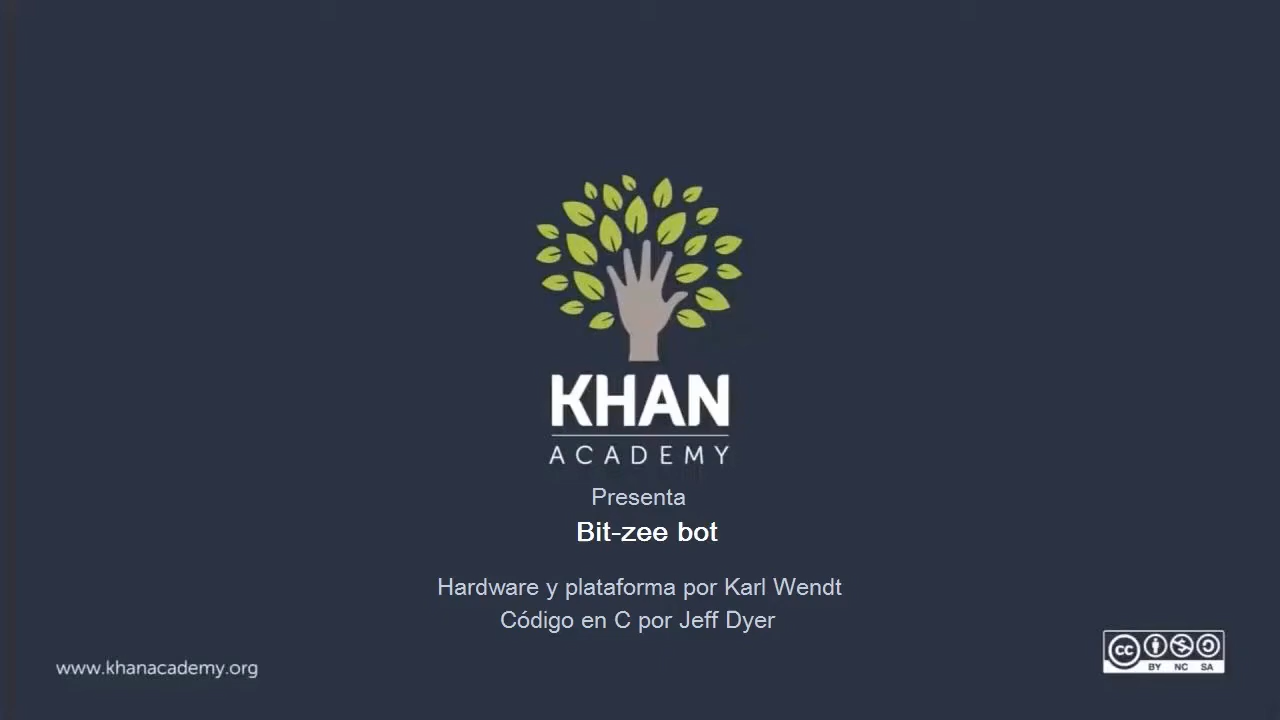 KHAN
ACADEMY
Presenta
Bit-zee bot
Hardware y plataforma por Karl Wendt
Código en C por Jeff Dyer
www.khanacademy.org
cc
BY NC SA